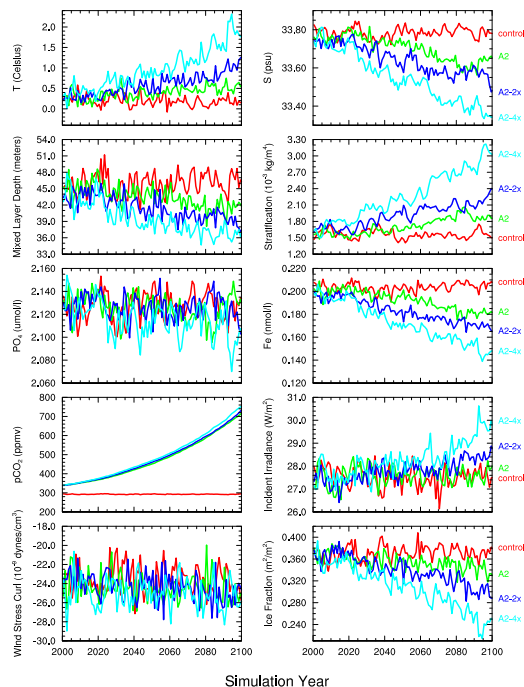 T (Celsius)
2.0
1.5
1.0
0.5
0.0
S (psu)
33.80
33.60
33.40
control
A2
A2-2x
A2-4x
Mixed Layer Depth (meters)
54.0
51.0
48.0
45.0
42.0
39.0
36.0
33.0
Stratification (10⁻³ kg/m⁴)
3.30
3.00
2.70
2.40
2.10
1.80
1.50
1.20
A2-4x
A2-2x
A2
control
PO₄ (umol/l)
2.160
2.140
2.120
2.100
2.080
2.060
Fe (nmol/l)
0.220
0.200
0.180
0.160
0.140
0.120
control
A2
A2-2x
A2-4x
pCO₂ (ppmv)
800
700
600
500
400
300
200
Incident Irradiance (W/m²)
31.0
30.0
29.0
28.0
27.0
26.0
A2-4x
A2-2x
A2
control
Wind Stress Curl (10⁻⁸ dynes/cm³)
-18.0
-20.0
-22.0
-24.0
-26.0
-28.0
-30.0
Ice Fraction (m²/m²)
0.400
0.360
0.320
0.280
0.240
control
A2
A2-2x
A2-4x
2000 2020 2040 2060 2080 2100
2000 2020 2040 2060 2080 2100
Simulation Year